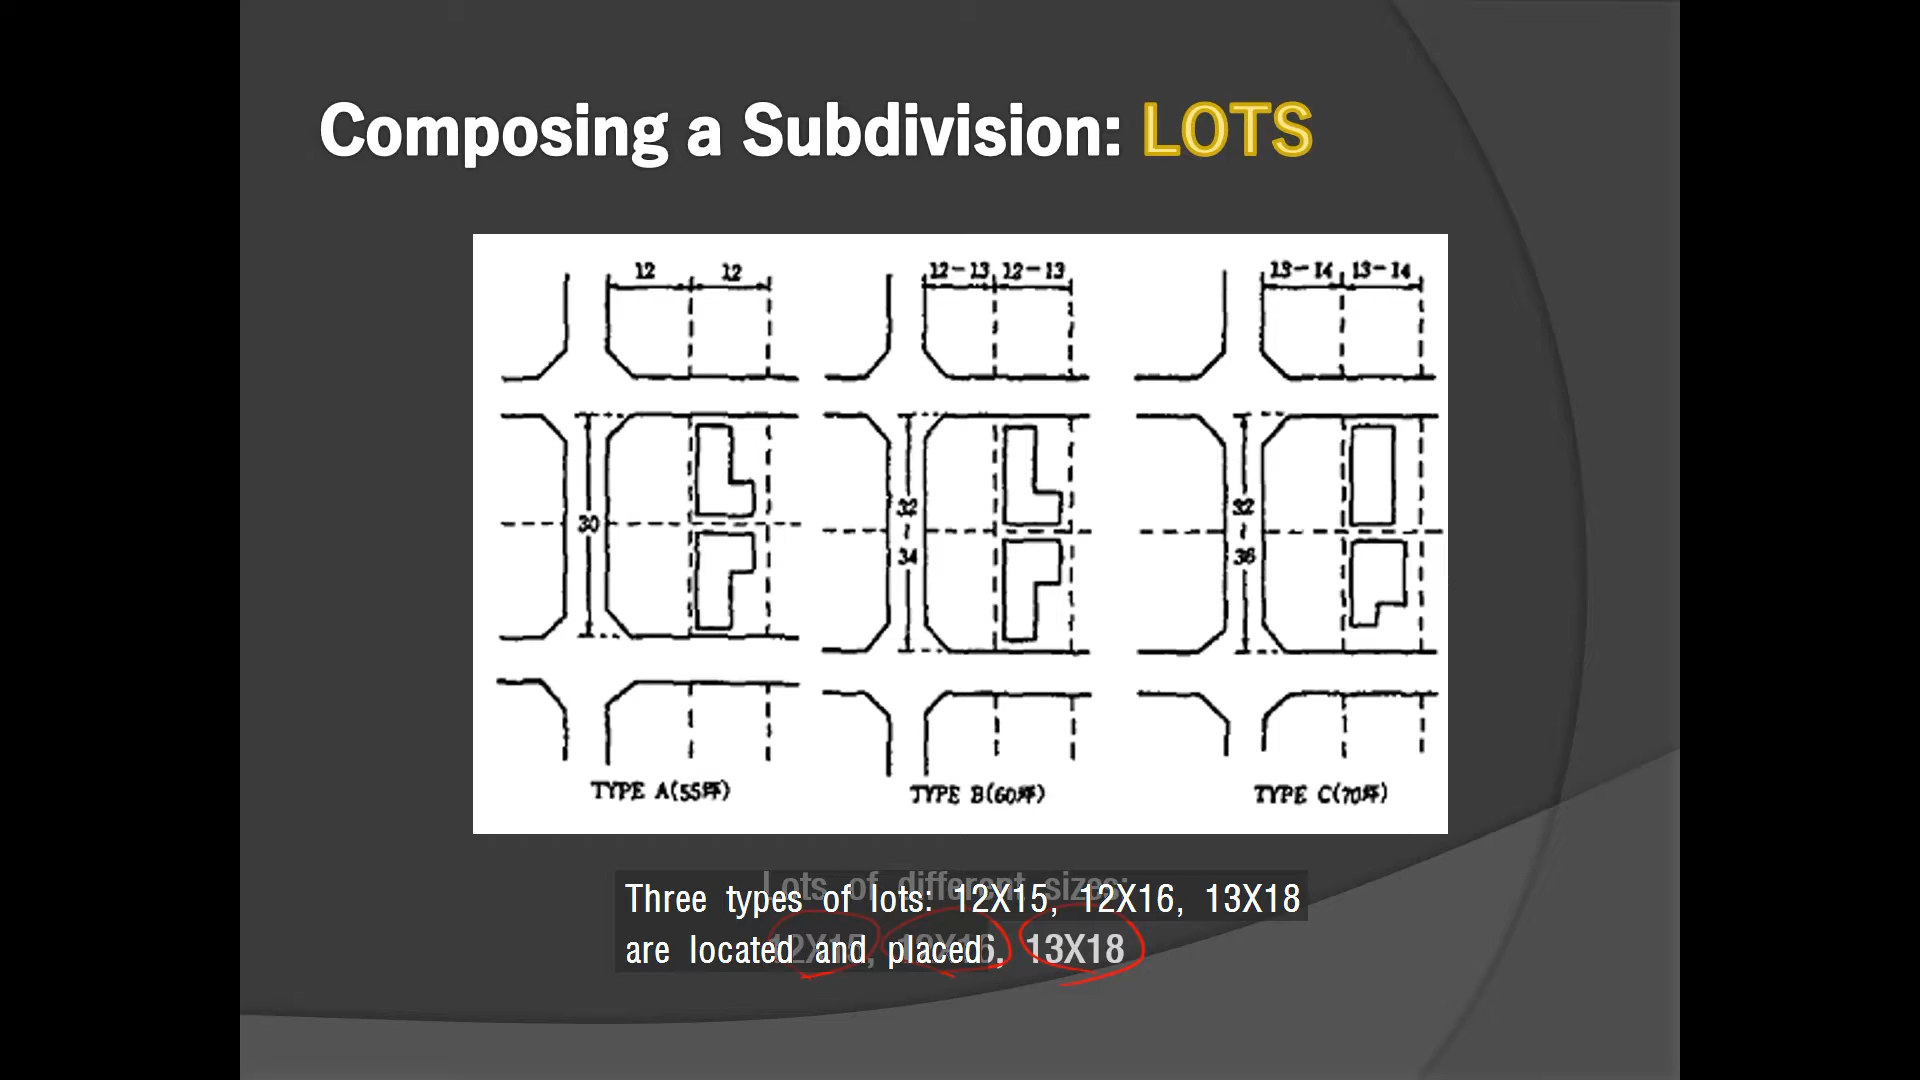 Composing a Subdivision: LOTS
12 12 12-13 12-13 13-14 13-14
30 32 ~ 34 32 ~ 36
TYPE A(55坪) TYPE B(60坪) TYPE C(70坪)
Lots of different sizes:
12X15, 12X16, 13X18
Three types of lots: 12X15, 12X16, 13X18
are located and placed